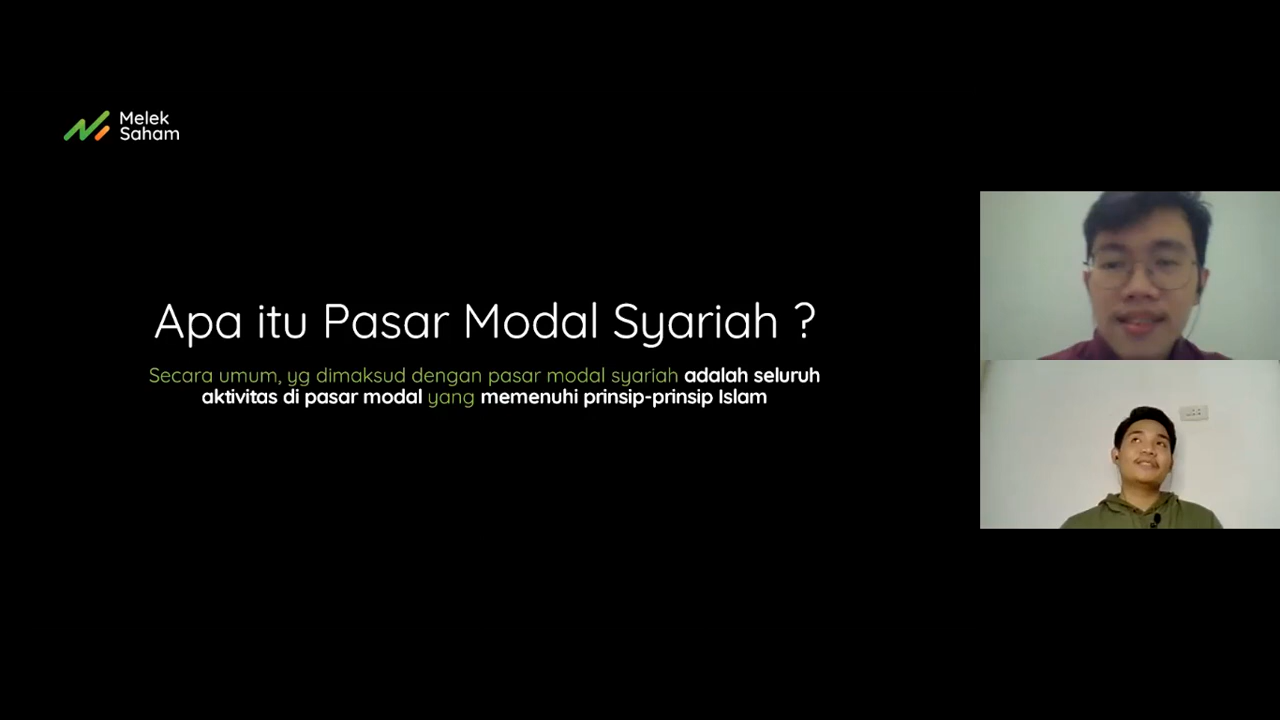 Melek
Saham
Apa itu Pasar Modal Syariah ?
Secara umum, yg dimaksud dengan pasar modal syariah adalah seluruh
aktivitas di pasar modal yang memenuhi prinsip-prinsip Islam